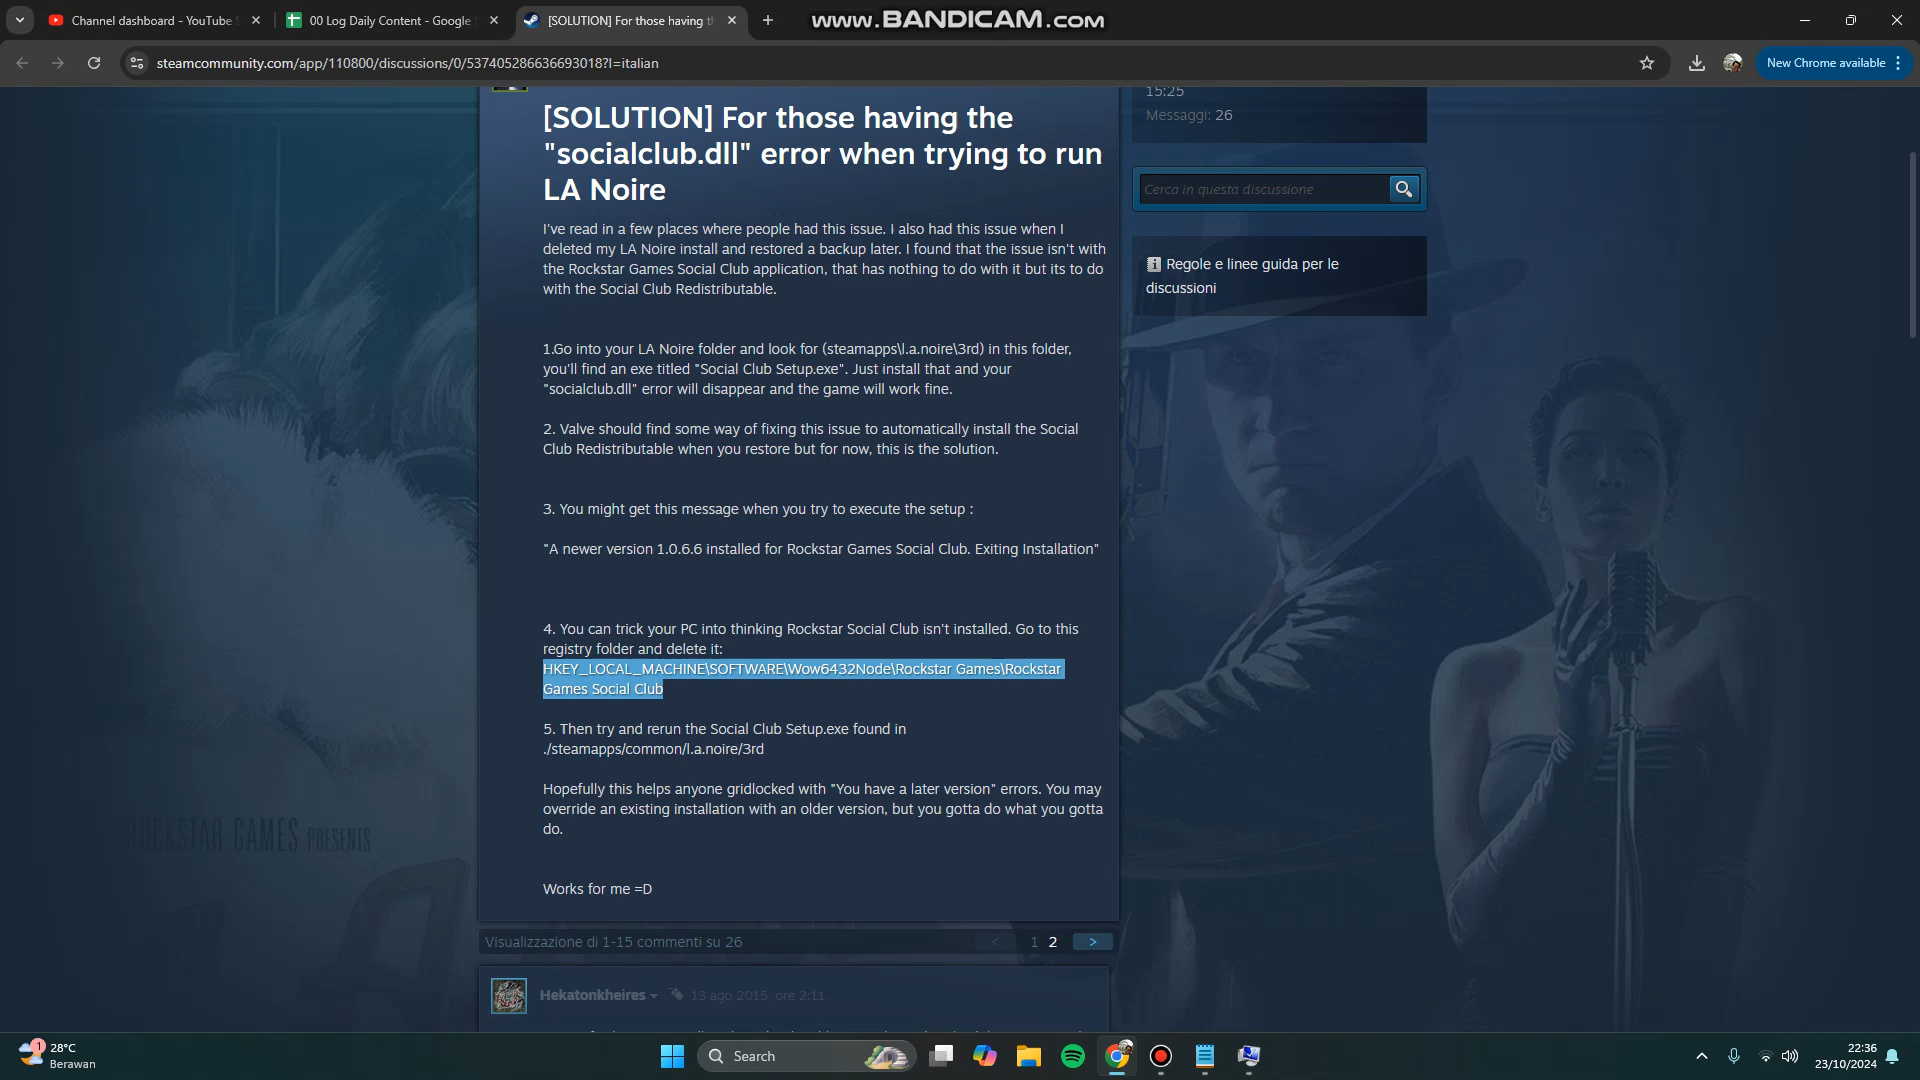 Channel dashboard - YouTube S
00 Log Daily Content - Google S
[SOLUTION] For those having th
www.BANDICAM.com
steamcommunity.com/app/110800/discussions/0/537405286636693018?l=italian
New Chrome available
[SOLUTION] For those having the
"socialclub.dll" error when trying to run
LA Noire
I've read in a few places where people had this issue. I also had this issue when I
deleted my LA Noire install and restored a backup later. I found that the issue isn't with
the Rockstar Games Social Club application, that has nothing to do with it but its to do
with the Social Club Redistributable.
1.Go into your LA Noire folder and look for (steamapps\l.a.noire\3rd) in this folder,
you'll find an exe titled "Social Club Setup.exe". Just install that and your
"socialclub.dll" error will disappear and the game will work fine.
2. Valve should find some way of fixing this issue to automatically install the Social
Club Redistributable when you restore but for now, this is the solution.
3. You might get this message when you try to execute the setup :
"A newer version 1.0.6.6 installed for Rockstar Games Social Club. Exiting Installation"
4. You can trick your PC into thinking Rockstar Social Club isn't installed. Go to this
registry folder and delete it:
HKEY_LOCAL_MACHINE\SOFTWARE\Wow6432Node\Rockstar Games\Rockstar
Games Social Club
5. Then try and rerun the Social Club Setup.exe found in
./steamapps/common/l.a.noire/3rd
Hopefully this helps anyone gridlocked with "You have a later version" errors. You may
override an existing installation with an older version, but you gotta do what you gotta
do.
Works for me =D
15:25
Messaggi: 26
Cerca in questa discussione
Regole e linee guida per le
discussioni
ROCKSTAR GAMES PRESENTS
Visualizzazione di 1-15 commenti su 26
< 1 2 >
Hekatonkheires
13 ago 2015, ore 2:11
1
28°C
Berawan
Search
22:36
23/10/2024